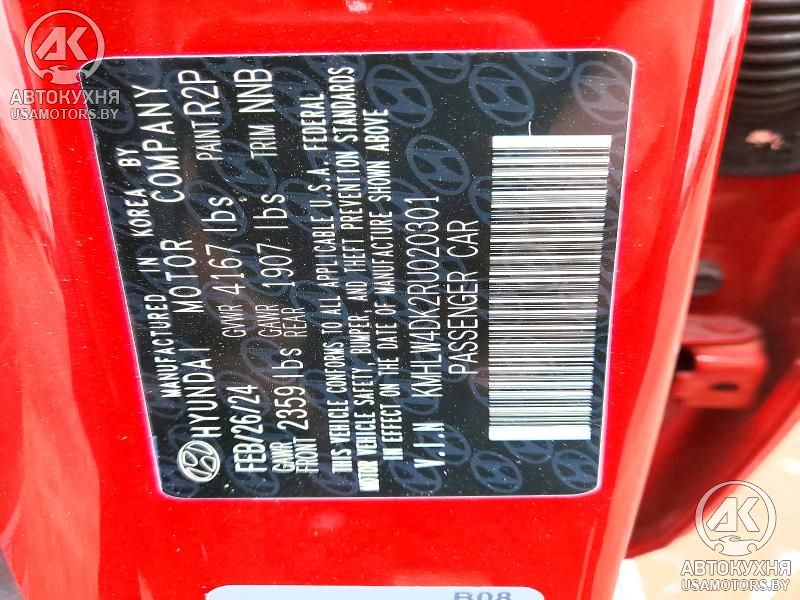 MANUFACTURED IN KOREA BY
HYUNDAI MOTOR COMPANY
FEB/26/24 GVWR 4167 lbs PAINT R2P
GAWR FRONT 2359 lbs GAWR REAR 1907 lbs TRIM NNB
THIS VEHICLE CONFORMS TO ALL APPLICABLE U.S.A. FEDERAL
MOTOR VEHICLE SAFETY, BUMPER, AND THEFT PREVENTION STANDARDS
IN EFFECT ON THE DATE OF MANUFACTURE SHOWN ABOVE
V.I.N KMHLW4DK2RU020301
PASSENGER CAR
B08
AK
АВТОКУХНЯ
USAMOTORS.BY
AK
АВТОКУХНЯ
USAMOTORS.BY